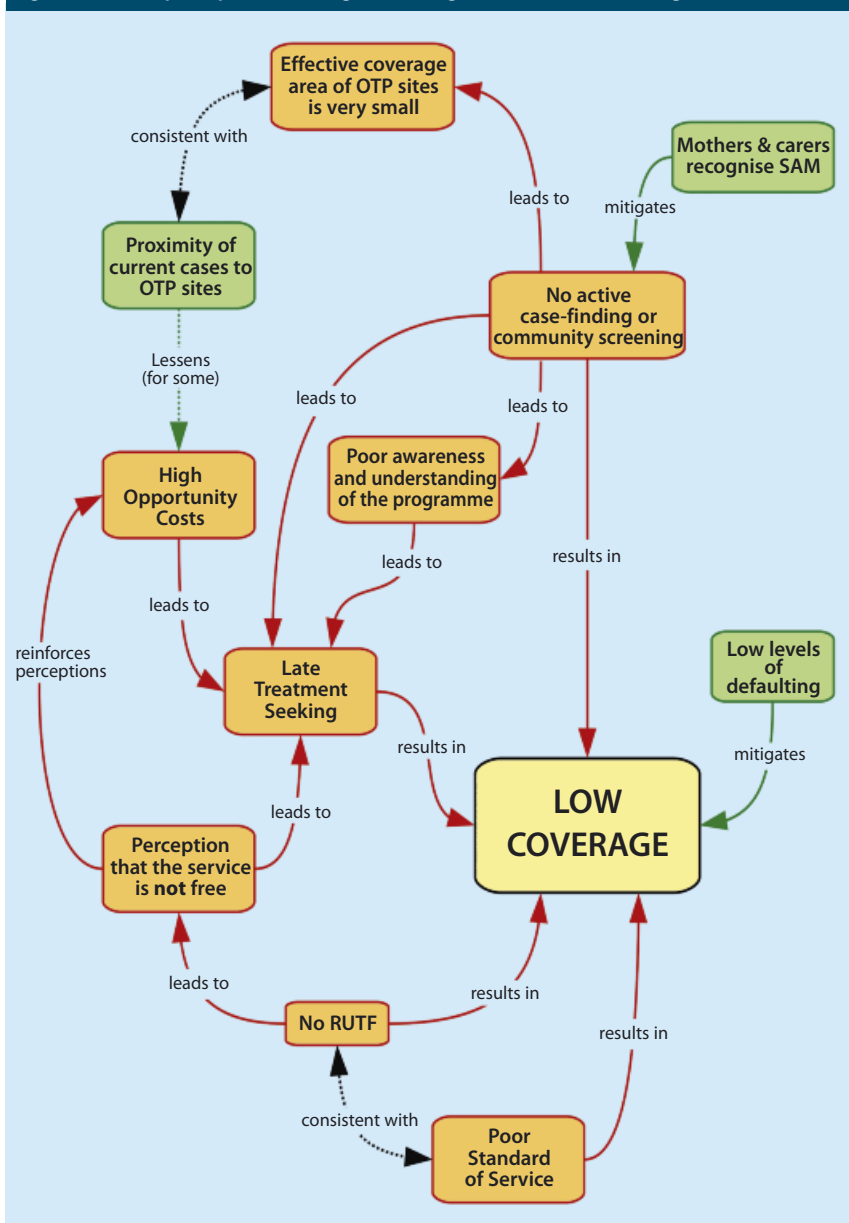 Effective coverage
area of OTP sites
is very small
consistent with
Mothers & carers
recognise SAM
leads to
mitigates
Proximity of
current cases to
OTP sites
No active
case-finding or
community screening
Lessens
(for some)
leads to
leads to
Poor awareness
and understanding
of the programme
High
Opportunity
Costs
results in
leads to
leads to
reinforces
perceptions
Late
Treatment
Seeking
Low levels
of
defaulting
results in
mitigates
LOW
COVERAGE
leads to
Perception
that the service
is not free
leads to
results in
No RUTF
results in
consistent with
Poor
Standard
of Service